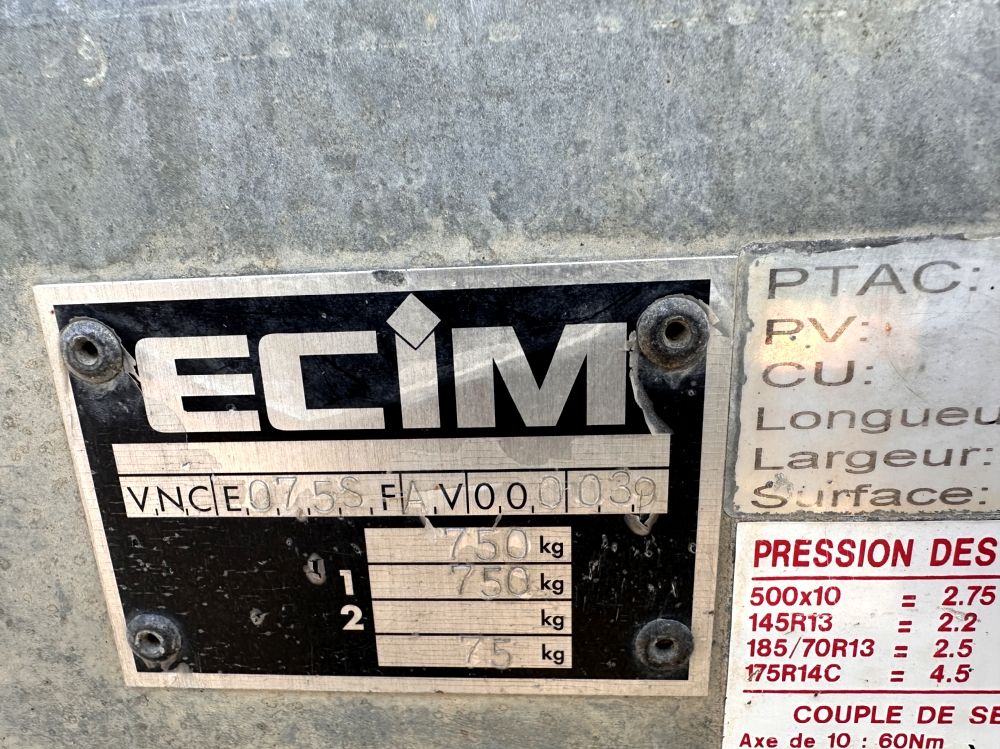 ECiM
VNCE075SFAV000039
750 kg
1 750 kg
2 kg
75 kg
PTAC:
PV:
CU:
Longueu
Largeur:
Surface:
PRESSION DES
500x10 = 2.75
145R13 = 2.2
185/70R13 = 2.5
175R14C = 4.5
COUPLE DE SE
Axe de 10 : 60Nm